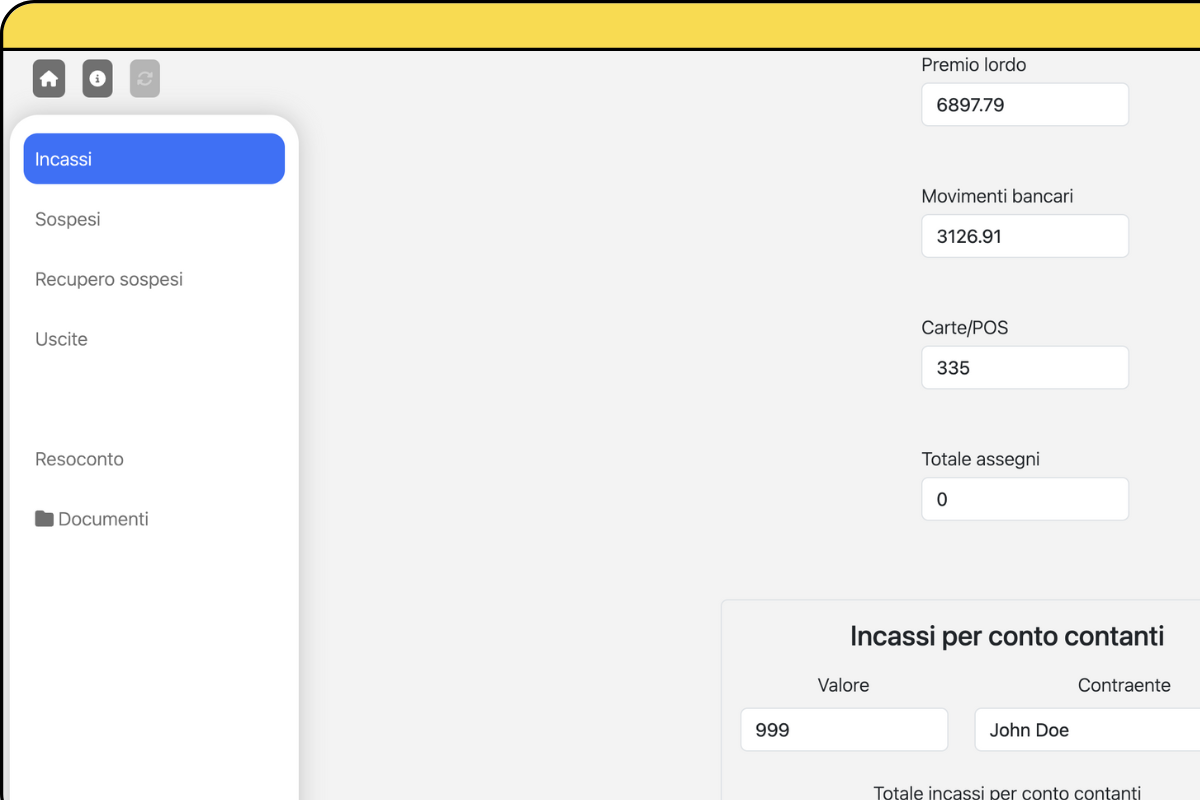 Incassi
Sospesi
Recupero sospesi
Uscite
Resoconto
Documenti
Premio lordo
6897.79
Movimenti bancari
3126.91
Carte/POS
335
Totale assegni
0
Incassi per conto contanti
Valore Contraente
999 John Doe
Totale incassi per conto contanti